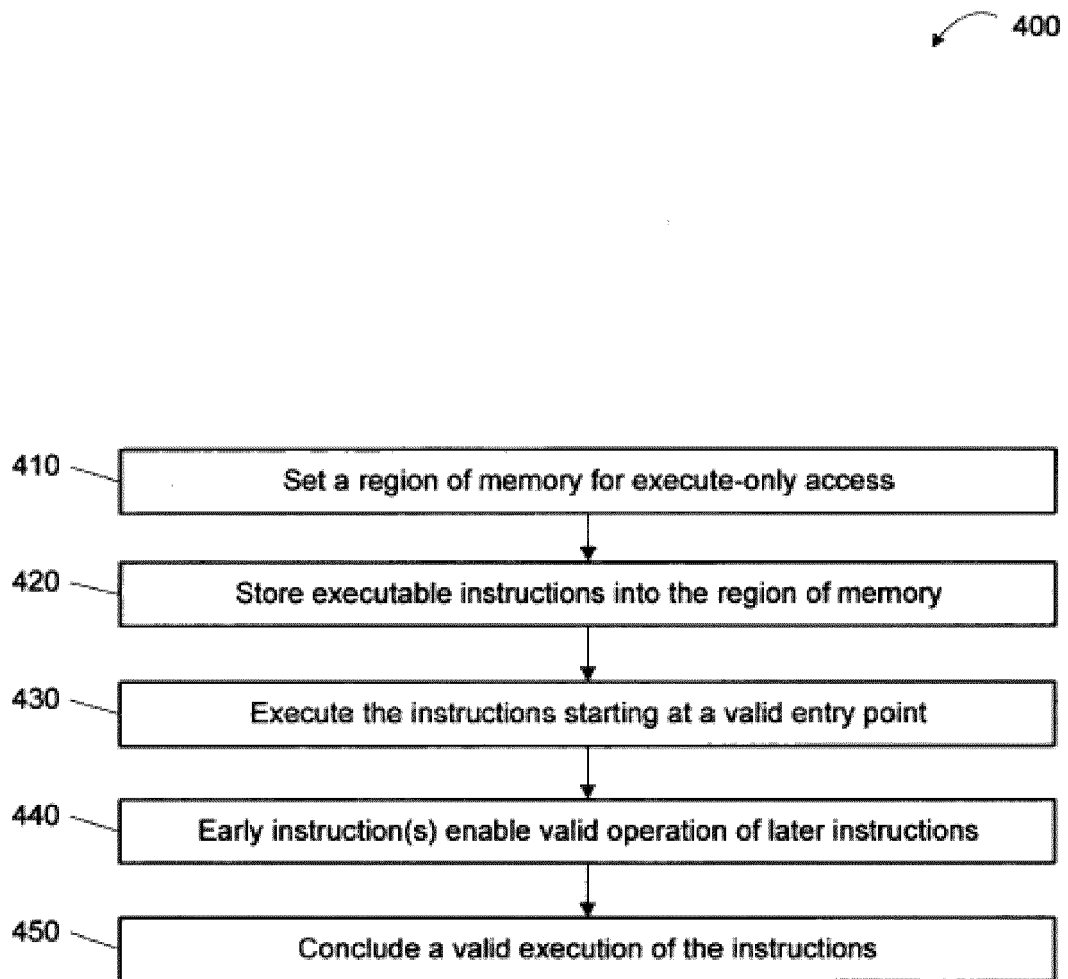 400
410 Set a region of memory for execute-only access
420 Store executable instructions into the region of memory
430 Execute the instructions starting at a valid entry point
440 Early instruction(s) enable valid operation of later instructions
450 Conclude a valid execution of the instructions